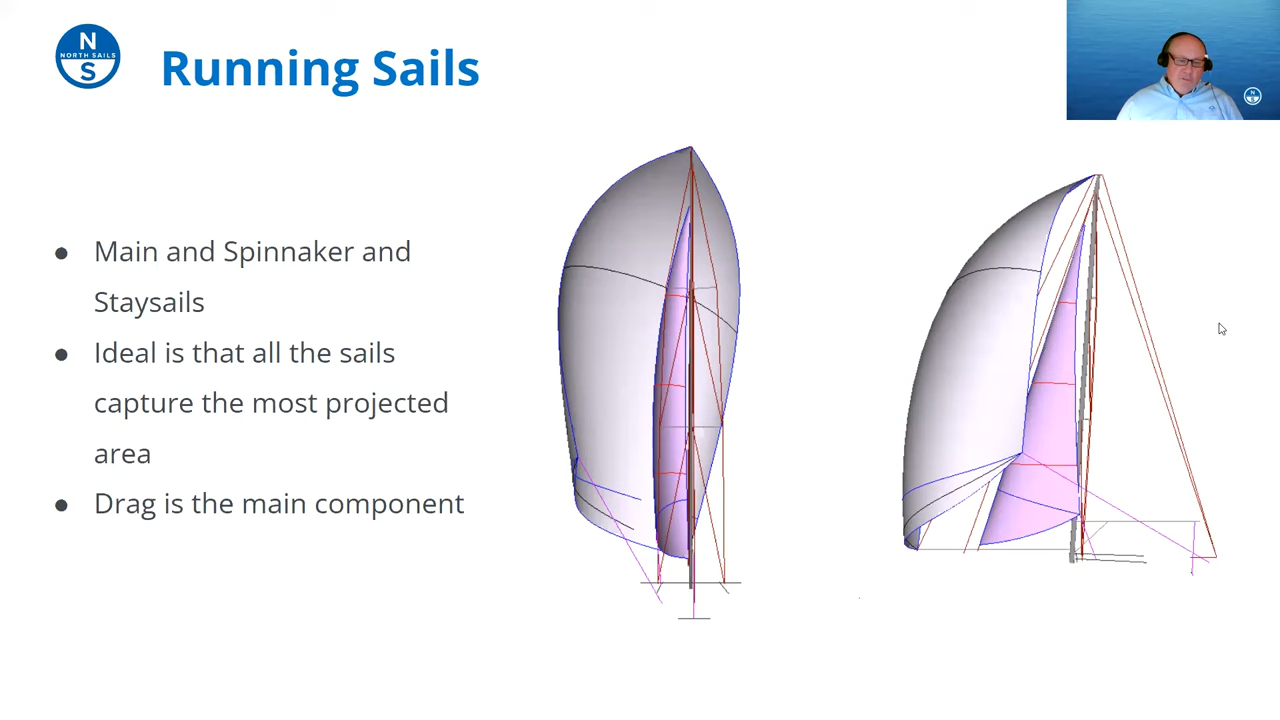 N
NORTH SAILS
S
Running Sails
● Main and Spinnaker and
Staysails
● Ideal is that all the sails
capture the most projected
area
● Drag is the main component